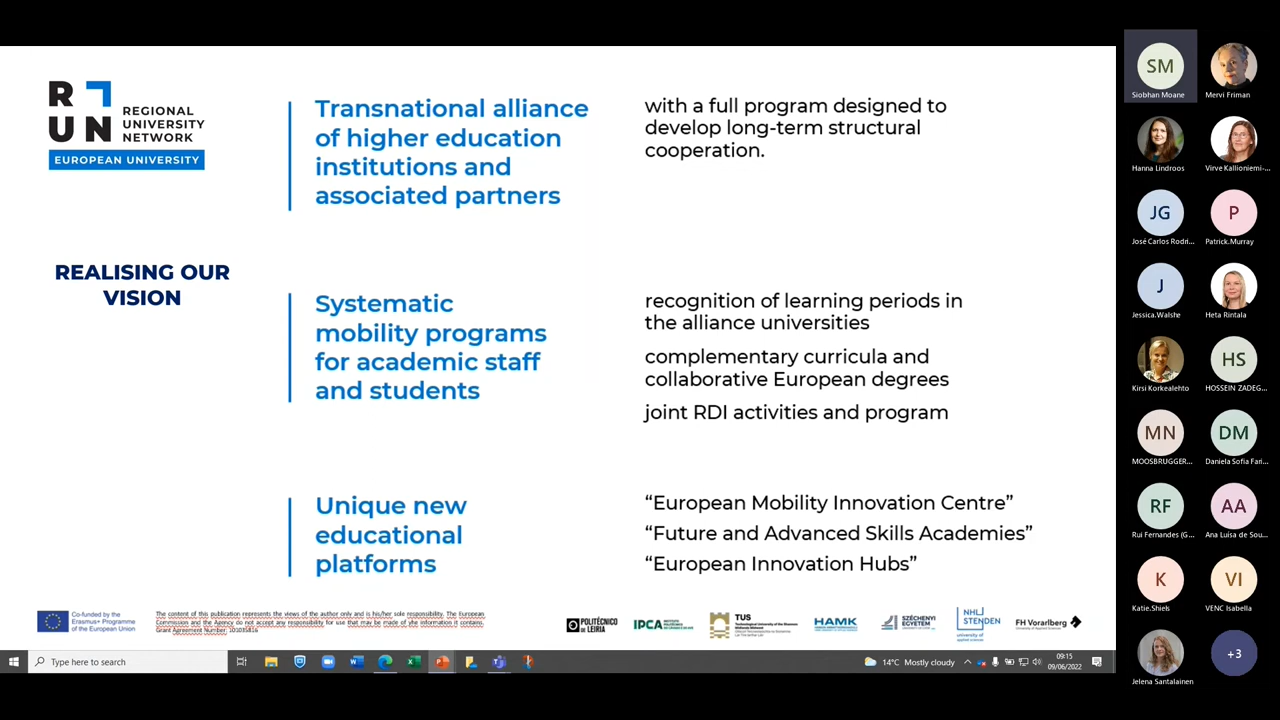 R
UN
REGIONAL
UNIVERSITY
NETWORK
EUROPEAN UNIVERSITY
REALISING OUR
VISION
Transnational alliance
of higher education
institutions and
associated partners
with a full program designed to
develop long-term structural
cooperation.
Systematic
mobility programs
for academic staff
and students
recognition of learning periods in
the alliance universities
complementary curricula and
collaborative European degrees
joint RDI activities and program
Unique new
educational
platforms
“European Mobility Innovation Centre”
“Future and Advanced Skills Academies”
“European Innovation Hubs”
Co-funded by the
Erasmus+ Programme
of the European Union
The content of this publication represents the views of the author only and is his/her sole responsibility. The European
Commission and the Agency do not accept any responsibility for use that may be made of the information it contains.
Grant Agreement Number: 101035816
POLITÉCNICO
DE LEIRIA
IPCA
TUS
HAMK
SZÉCHENYI
EGYETEM
NHL
STENDEN
university of
applied sciences
FH Vorarlberg
Type here to search
14°C Mostly cloudy
09:15
09/06/2022
SM
Siobhan Moane
Mervi Friman
Hanna Lindroos
Virve Kallioniemi-...
JG
José Carlos Rodri...
P
Patrick.Murray
J
Jessica.Walshe
Heta Rintala
Kirsi Korkealehto
HS
HOSSEIN ZADEG...
MN
MOOSBRUGGER...
DM
Daniela Sofia Fari...
RF
Rui Fernandes (G...
AA
Ana Luisa de Sou...
K
Katie.Shiels
VI
VENC Isabella
Jelena Santalainen
+3